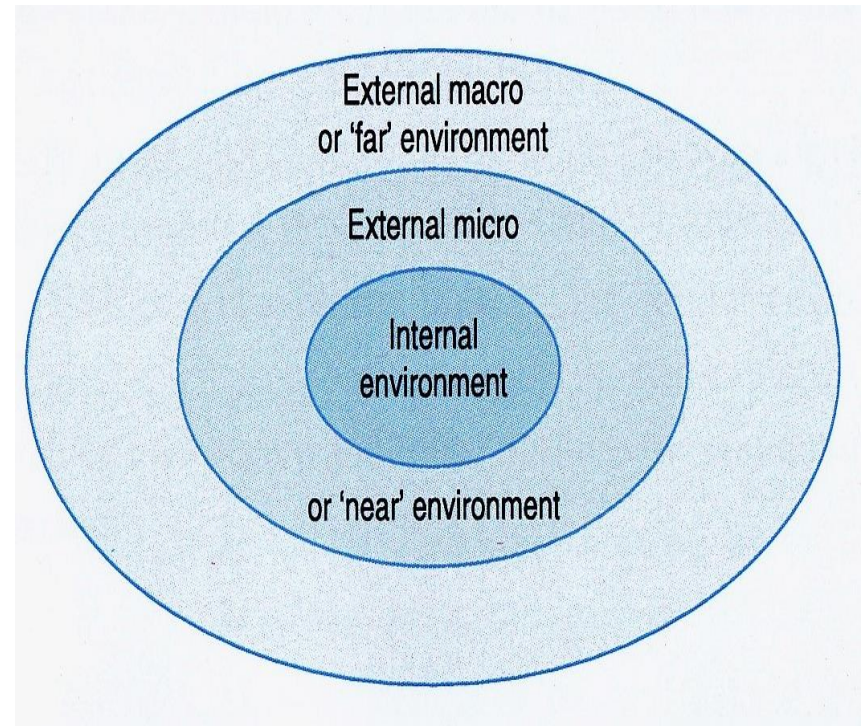 External macro
or ‘far’ environment
External micro
Internal
environment
or ‘near’ environment